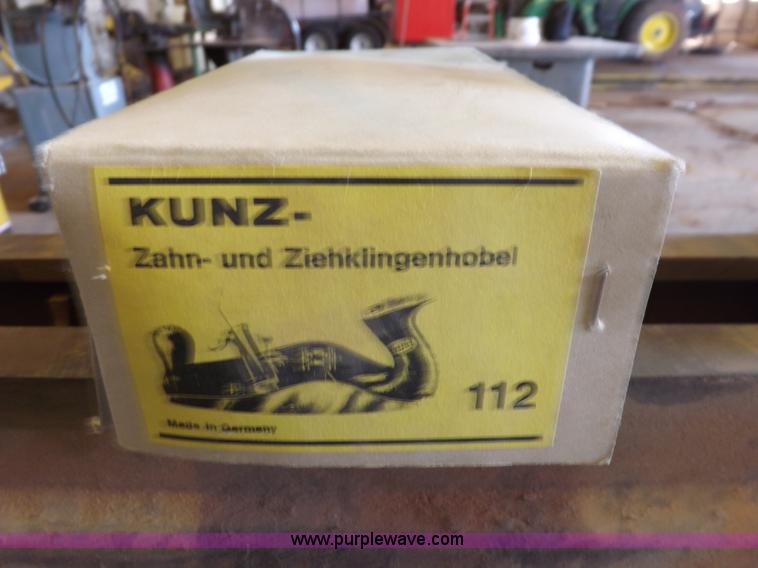 KUNZ-
Zahn- und Ziehklingenhobel
112
Made in Germany
www.purplewave.com